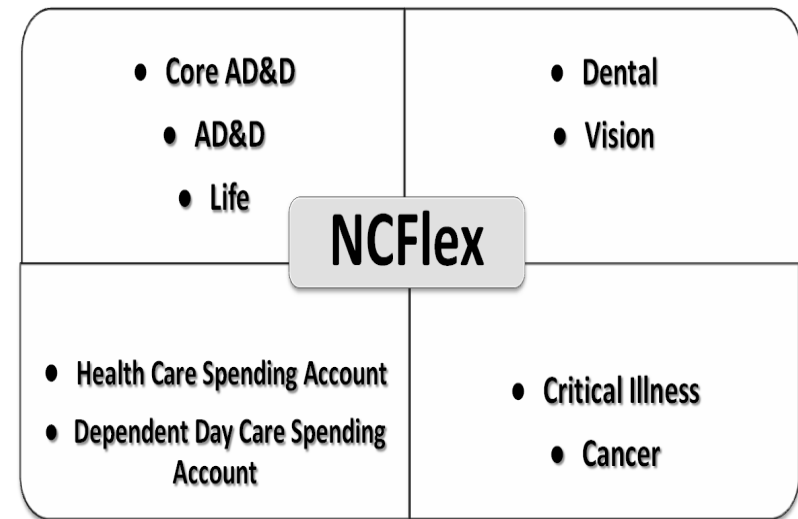 • Core AD&D
• AD&D
• Life
• Dental
• Vision
NCFlex
• Health Care Spending Account
• Dependent Day Care Spending
Account
• Critical Illness
• Cancer